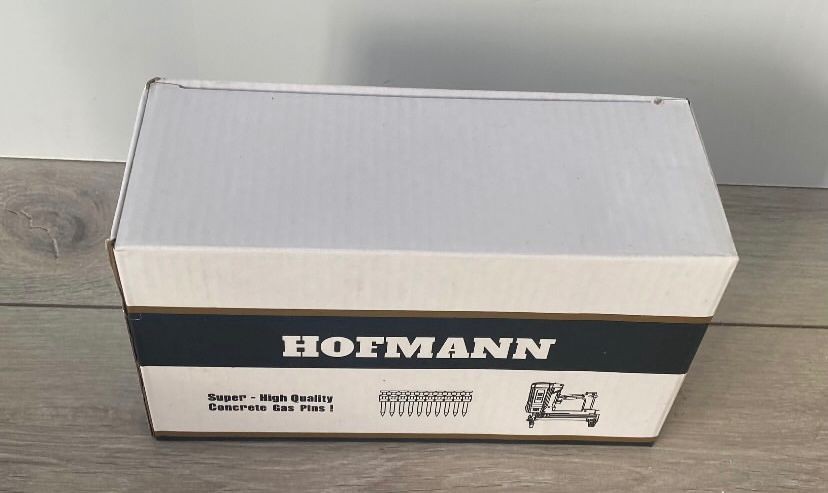 HOFMANN
Super - High Quality
Concrete Gas Pins !